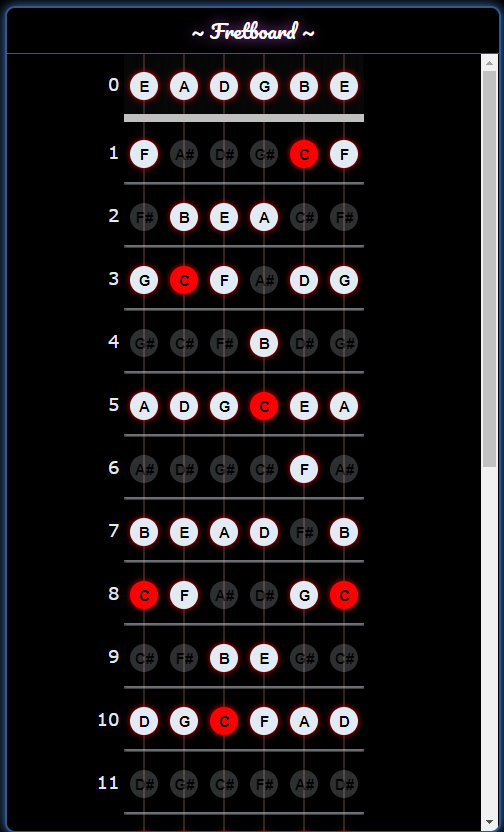 ~ Fretboard ~
0 E A D G B E
1 F A# D# G# C F
2 F# B E A C# F#
3 G C F A# D G
4 G# C# F# B D# G#
5 A D G C E A
6 A# D# G# C# F A#
7 B E A D F# B
8 C F A# D# G C
9 C# F# B E G# C#
10 D G C F A D
11 D# G# C# F# A# D#